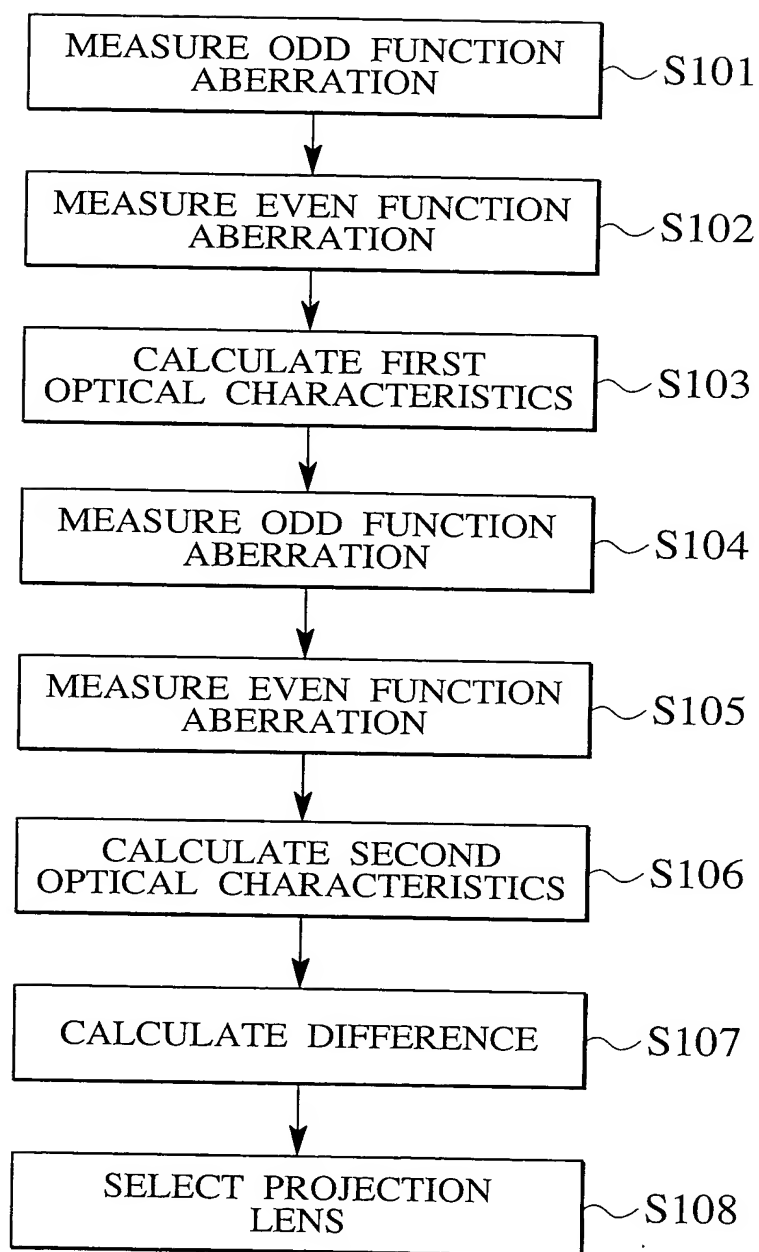 MEASURE ODD FUNCTION
ABERRATION
S101
MEASURE EVEN FUNCTION
ABERRATION
S102
CALCULATE FIRST
OPTICAL CHARACTERISTICS
S103
MEASURE ODD FUNCTION
ABERRATION
S104
MEASURE EVEN FUNCTION
ABERRATION
S105
CALCULATE SECOND
OPTICAL CHARACTERISTICS
S106
CALCULATE DIFFERENCE
S107
SELECT PROJECTION
LENS
S108